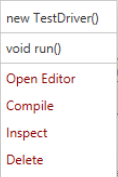 new TestDriver()
void run()
Open Editor
Compile
Inspect
Delete